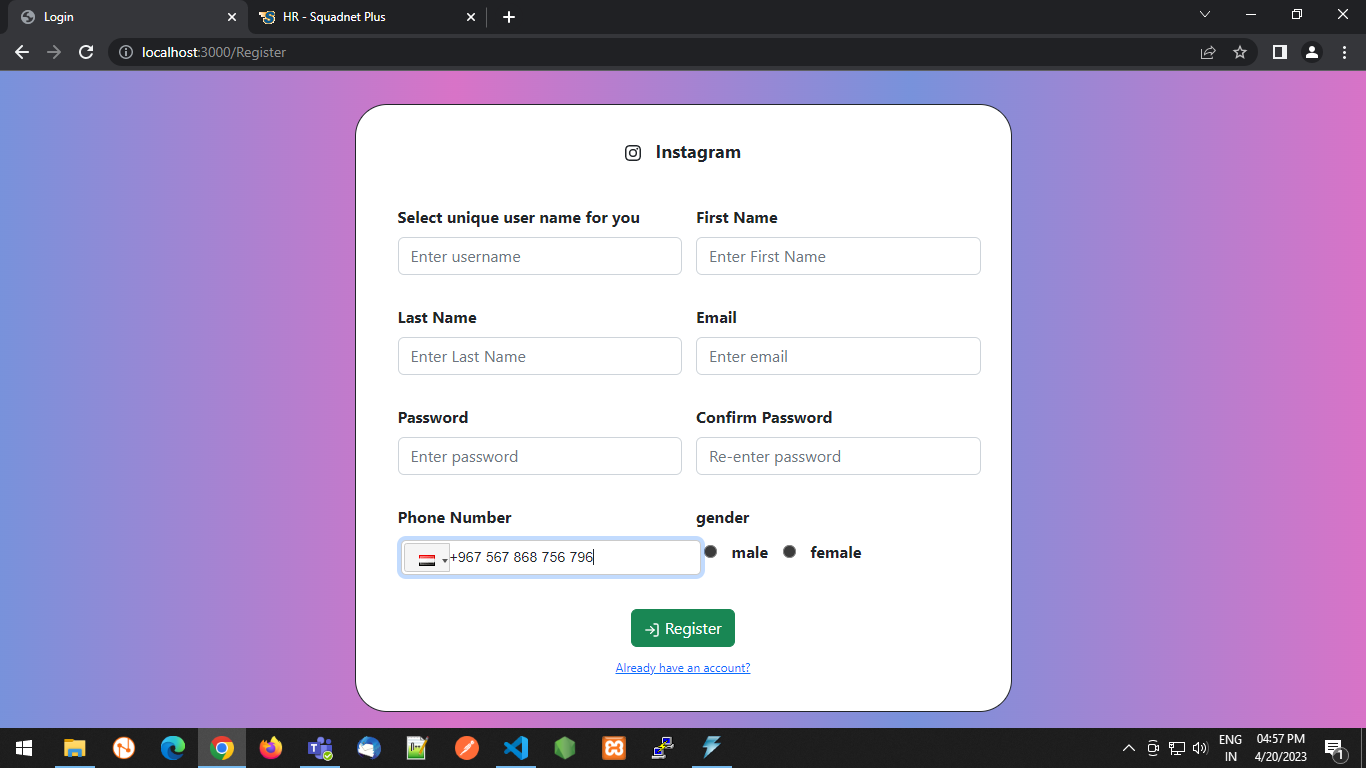 Login
HR - Squadnet Plus
localhost:3000/Register
Instagram
Select unique user name for you
First Name
Enter username
Enter First Name
Last Name
Email
Enter Last Name
Enter email
Password
Confirm Password
Enter password
Re-enter password
Phone Number
gender
+967 567 868 756 796
male
female
Register
Already have an account?
ENG
IN
04:57 PM
4/20/2023
1